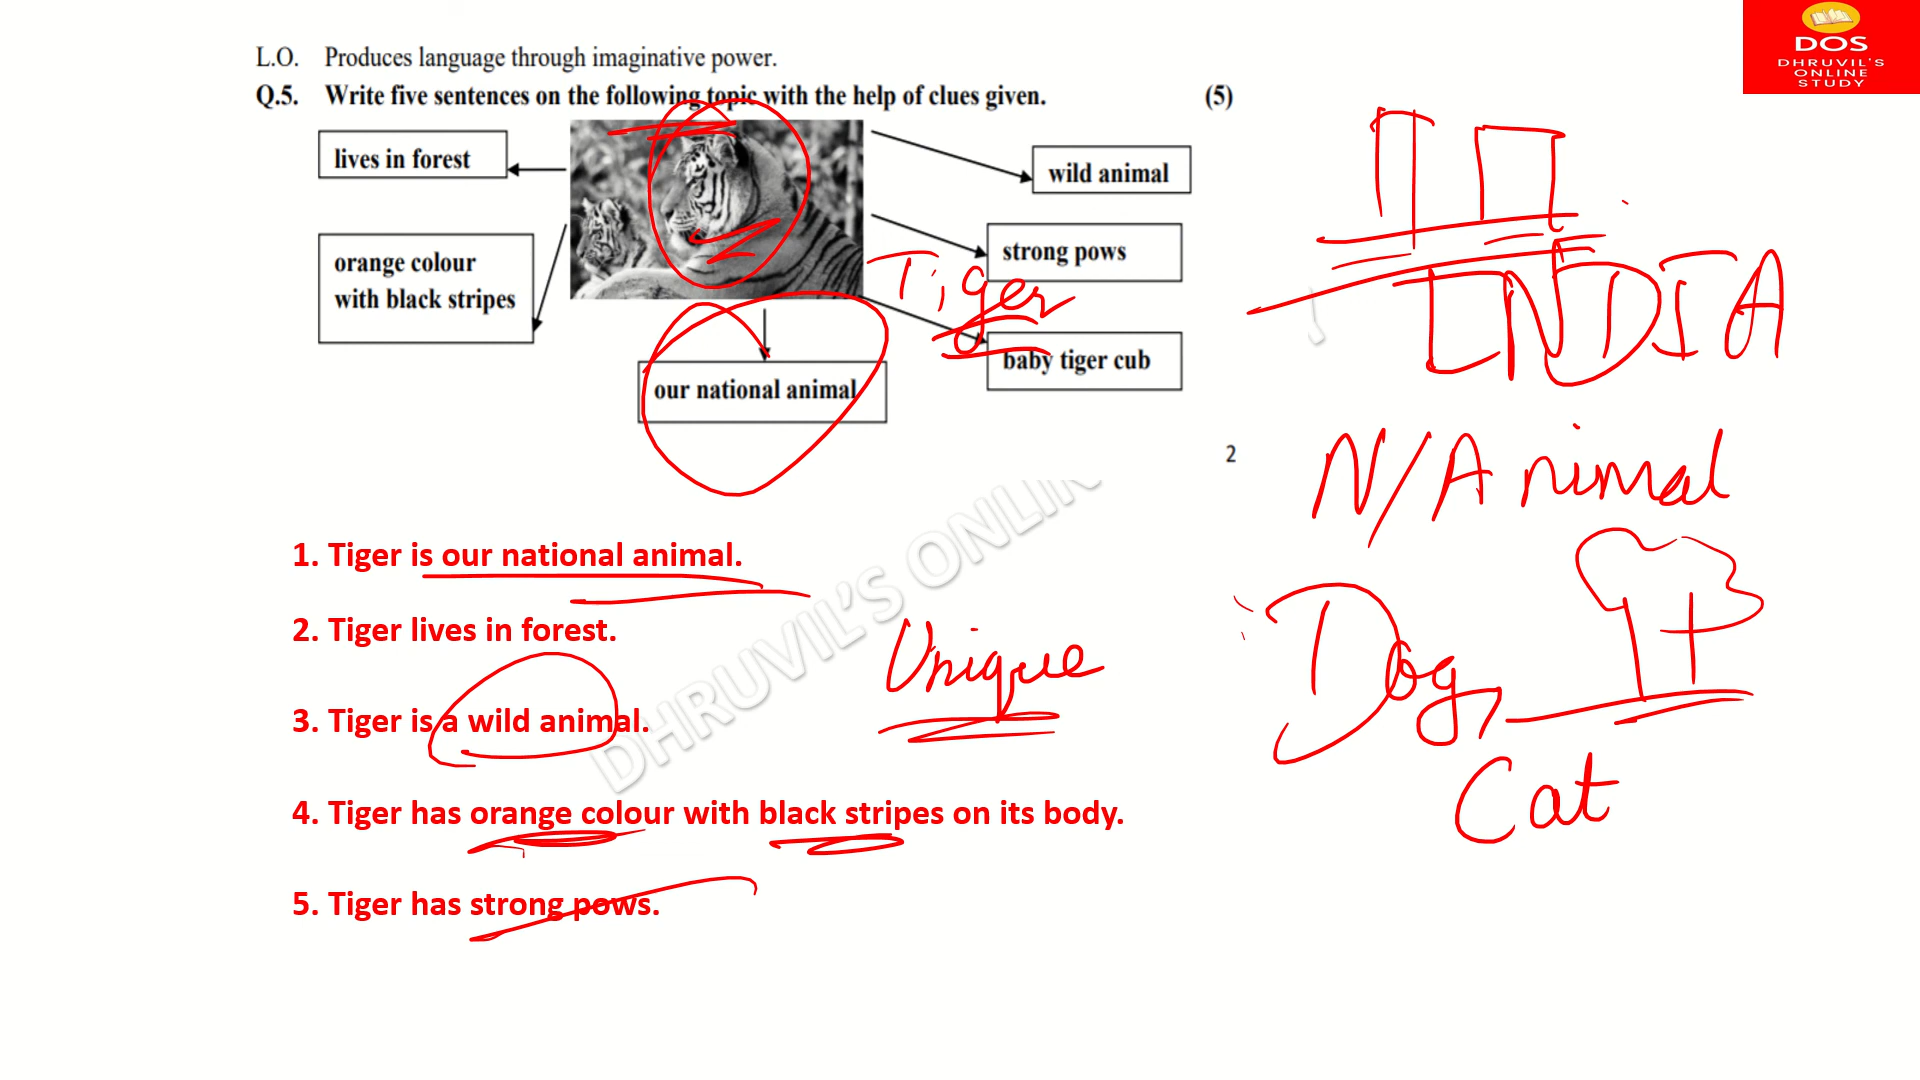 DOS
DHRUVIL'S
ONLINE
STUDY
L.O. Produces language through imaginative power.
Q.5. Write five sentences on the following topic with the help of clues given. (5)
lives in forest
wild animal
orange colour
with black stripes
strong pows
Tiger
baby tiger cub
our national animal
INDIA
2
N/Animal
1. Tiger is our national animal.
2. Tiger lives in forest.
3. Tiger is a wild animal.
4. Tiger has orange colour with black stripes on its body.
5. Tiger has strong pows.
Unique
Dog,
Cat
DHRUVIL'S ONLIN